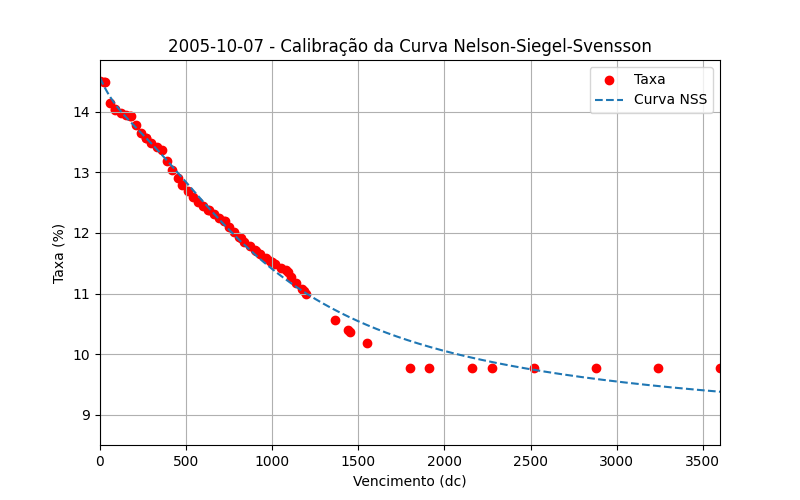 2005-10-07 - Calibração da Curva Nelson-Siegel-Svensson
Taxa
Curva NSS
Taxa (%)
14
13
12
11
10
9
0 500 1000 1500 2000 2500 3000 3500
Vencimento (dc)